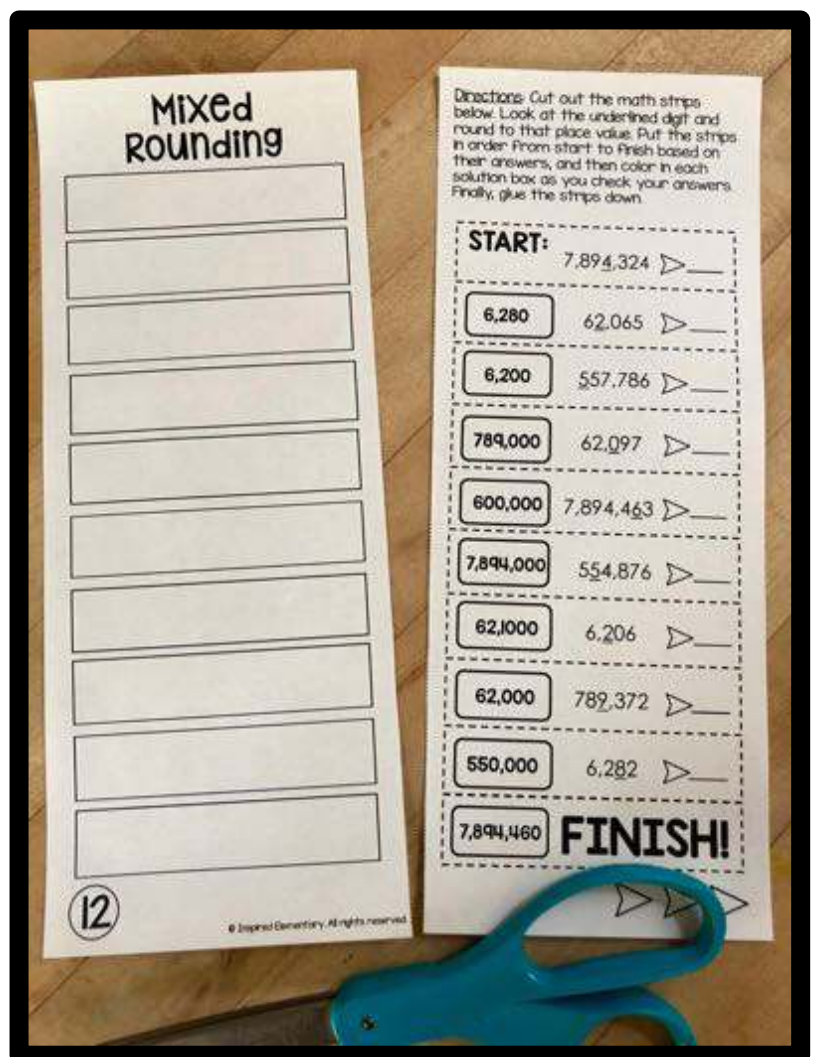 Mixed
Rounding
12
© Inspired Elementary. All rights reserved.
Directions: Cut out the math strips
below. Look at the underlined digit and
round to that place value. Put the strips
in order from start to finish based on
their answers, and then color in each
solution box as you check your answers.
Finally, glue the strips down.
START: 7,894,324
6,280 62,065
6,200 557,786
789,000 62,097
600,000 7,894,463
7,894,000 554,876
62,1000 6,206
62,000 789,372
550,000 6,282
7,894,460 FINISH!